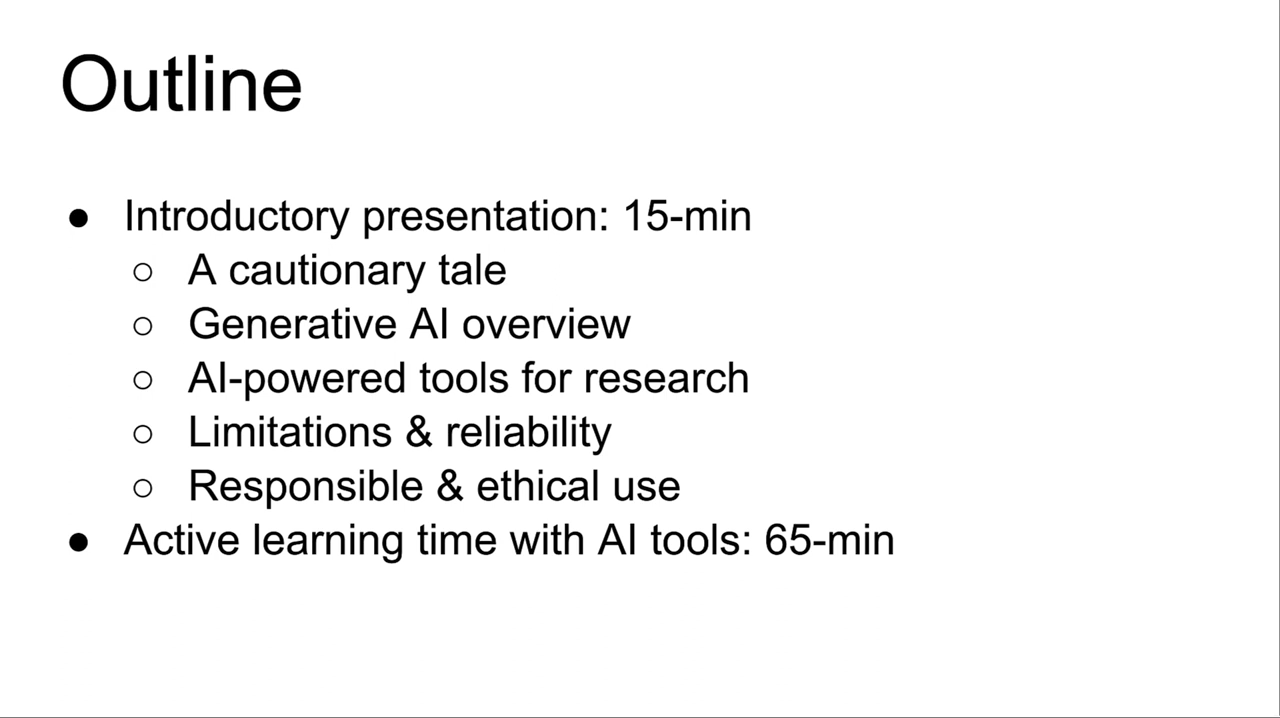 Outline
● Introductory presentation: 15-min
○ A cautionary tale
○ Generative AI overview
○ AI-powered tools for research
○ Limitations & reliability
○ Responsible & ethical use
● Active learning time with AI tools: 65-min